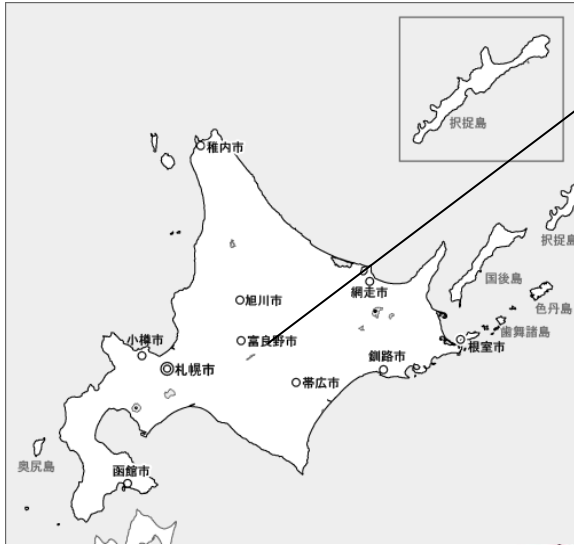 択捉島
稚内市
択捉島
国後島
網走市
色丹島
旭川市
歯舞諸島
小樽市
富良野市
根室市
札幌市
釧路市
帯広市
奥尻島
函館市